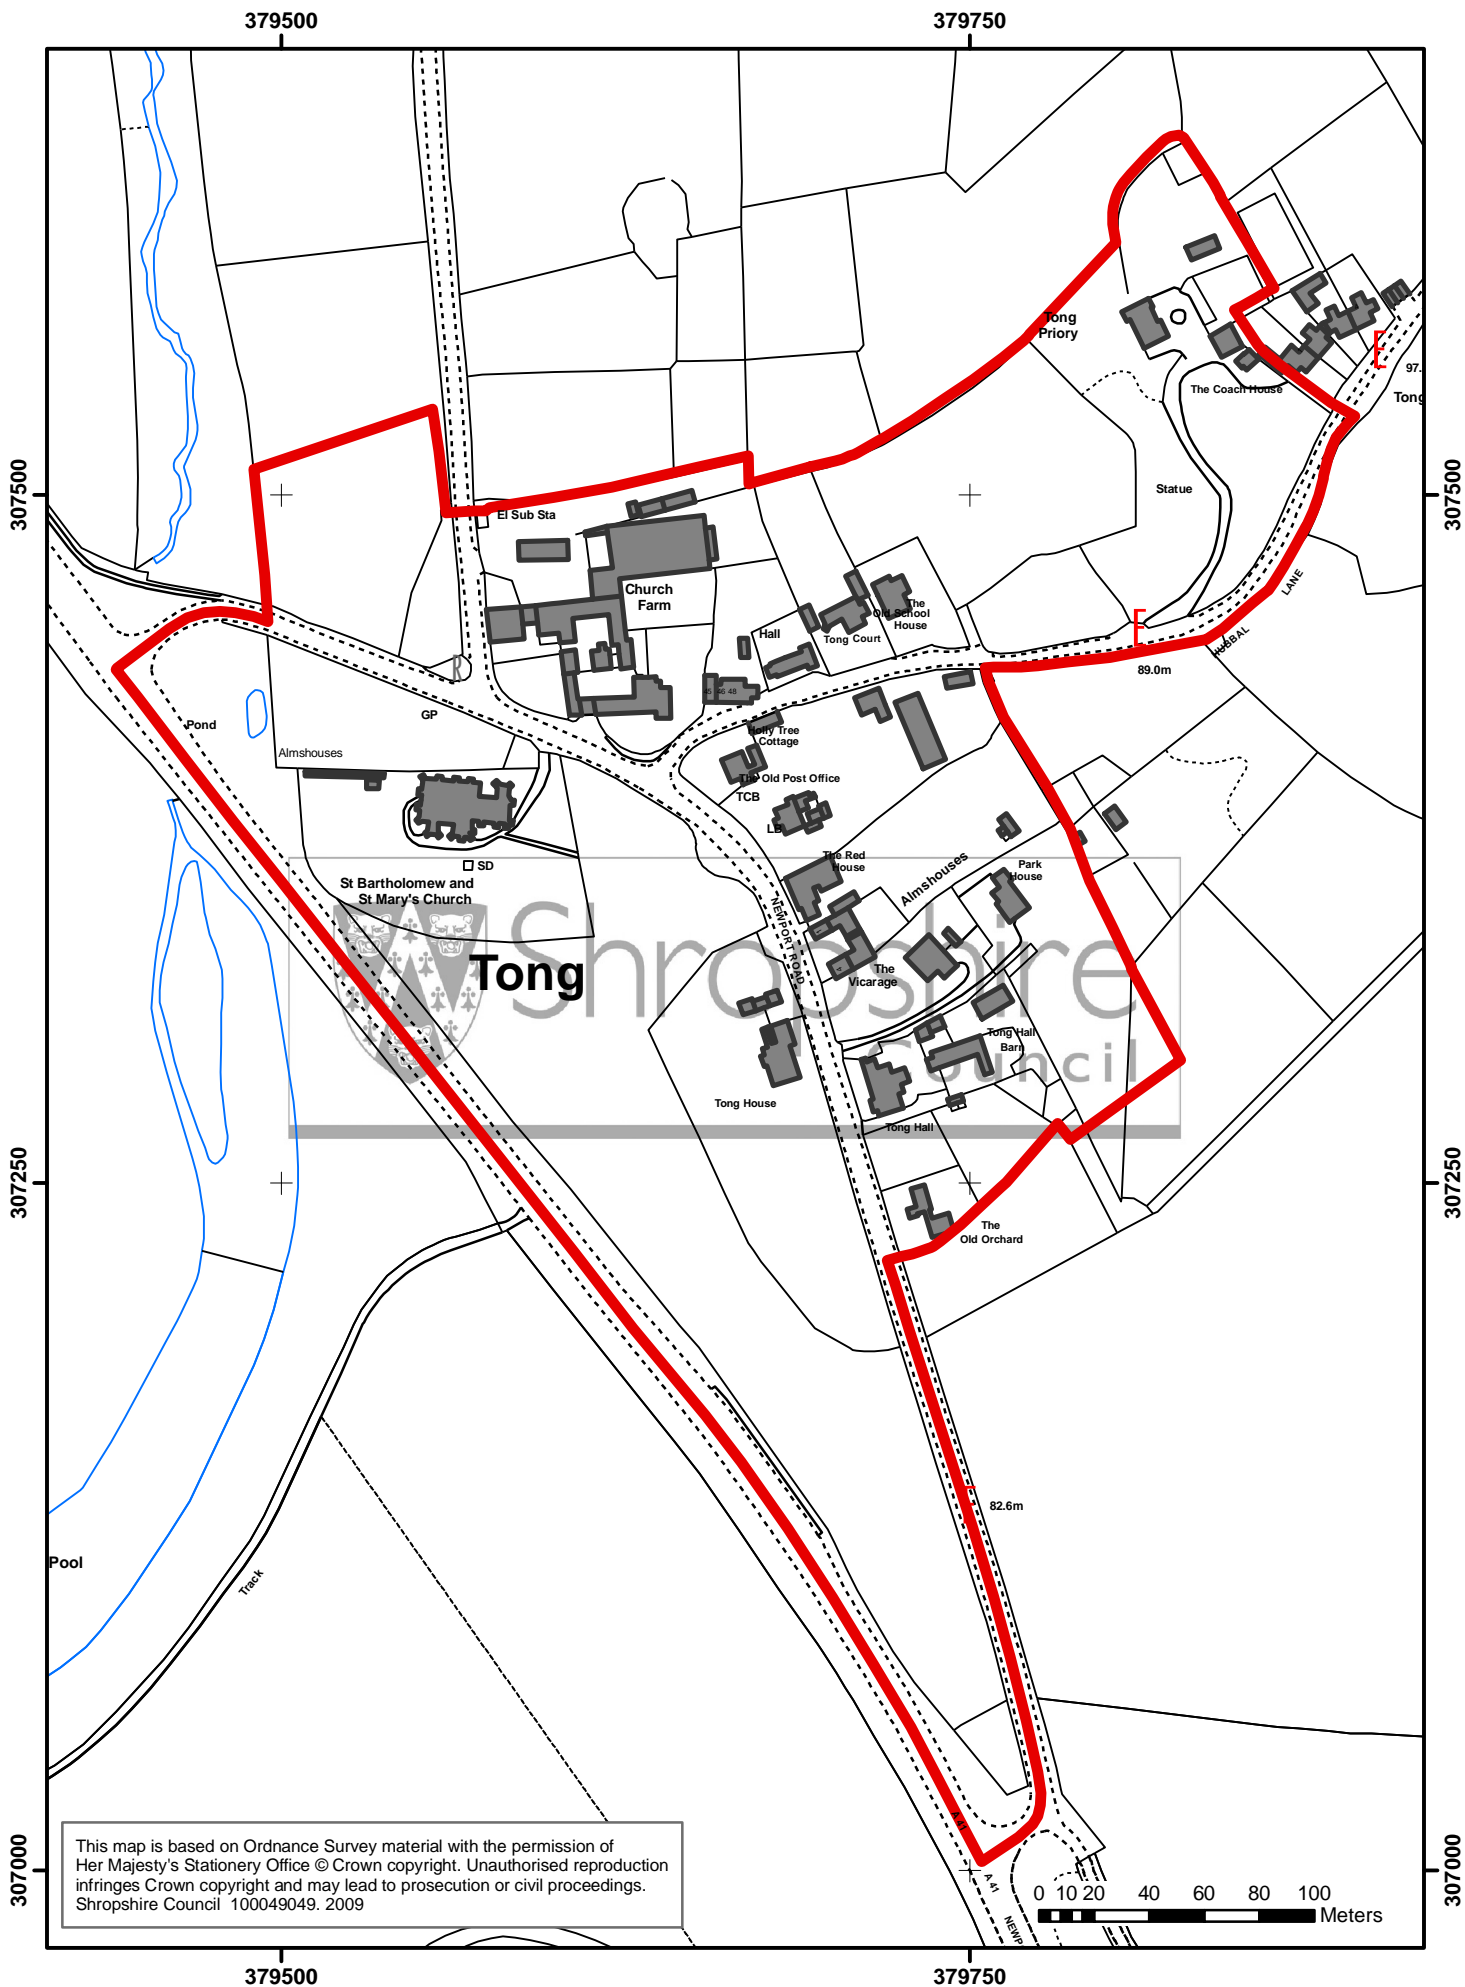 379500
379750
307500
307500
Tong
Priory
97.
The Coach House
Tong
Statue
El Sub Sta
Church
Farm
The
Old School
House
Hall
Tong Court
LANE
HUBBAL
89.0m
45 46 48
R
GP
Pond
Holly Tree
Cottage
Almshouses
The Old Post Office
TCB
LB
SD
The Red
House
Almshouses
Park
House
St Bartholomew and
St Mary's Church
NEWPORT ROAD
Shropshire
Council
Tong
The
Vicarage
Tong Hall
Barn
Tong House
Tong Hall
307250
307250
The
Old Orchard
82.6m
Pool
Track
A 41
A 41
NEWP
This map is based on Ordnance Survey material with the permission of
Her Majesty's Stationery Office © Crown copyright. Unauthorised reproduction
infringes Crown copyright and may lead to prosecution or civil proceedings.
Shropshire Council 100049049. 2009
307000
307000
0 10 20 40 60 80 100
Meters
379500
379750